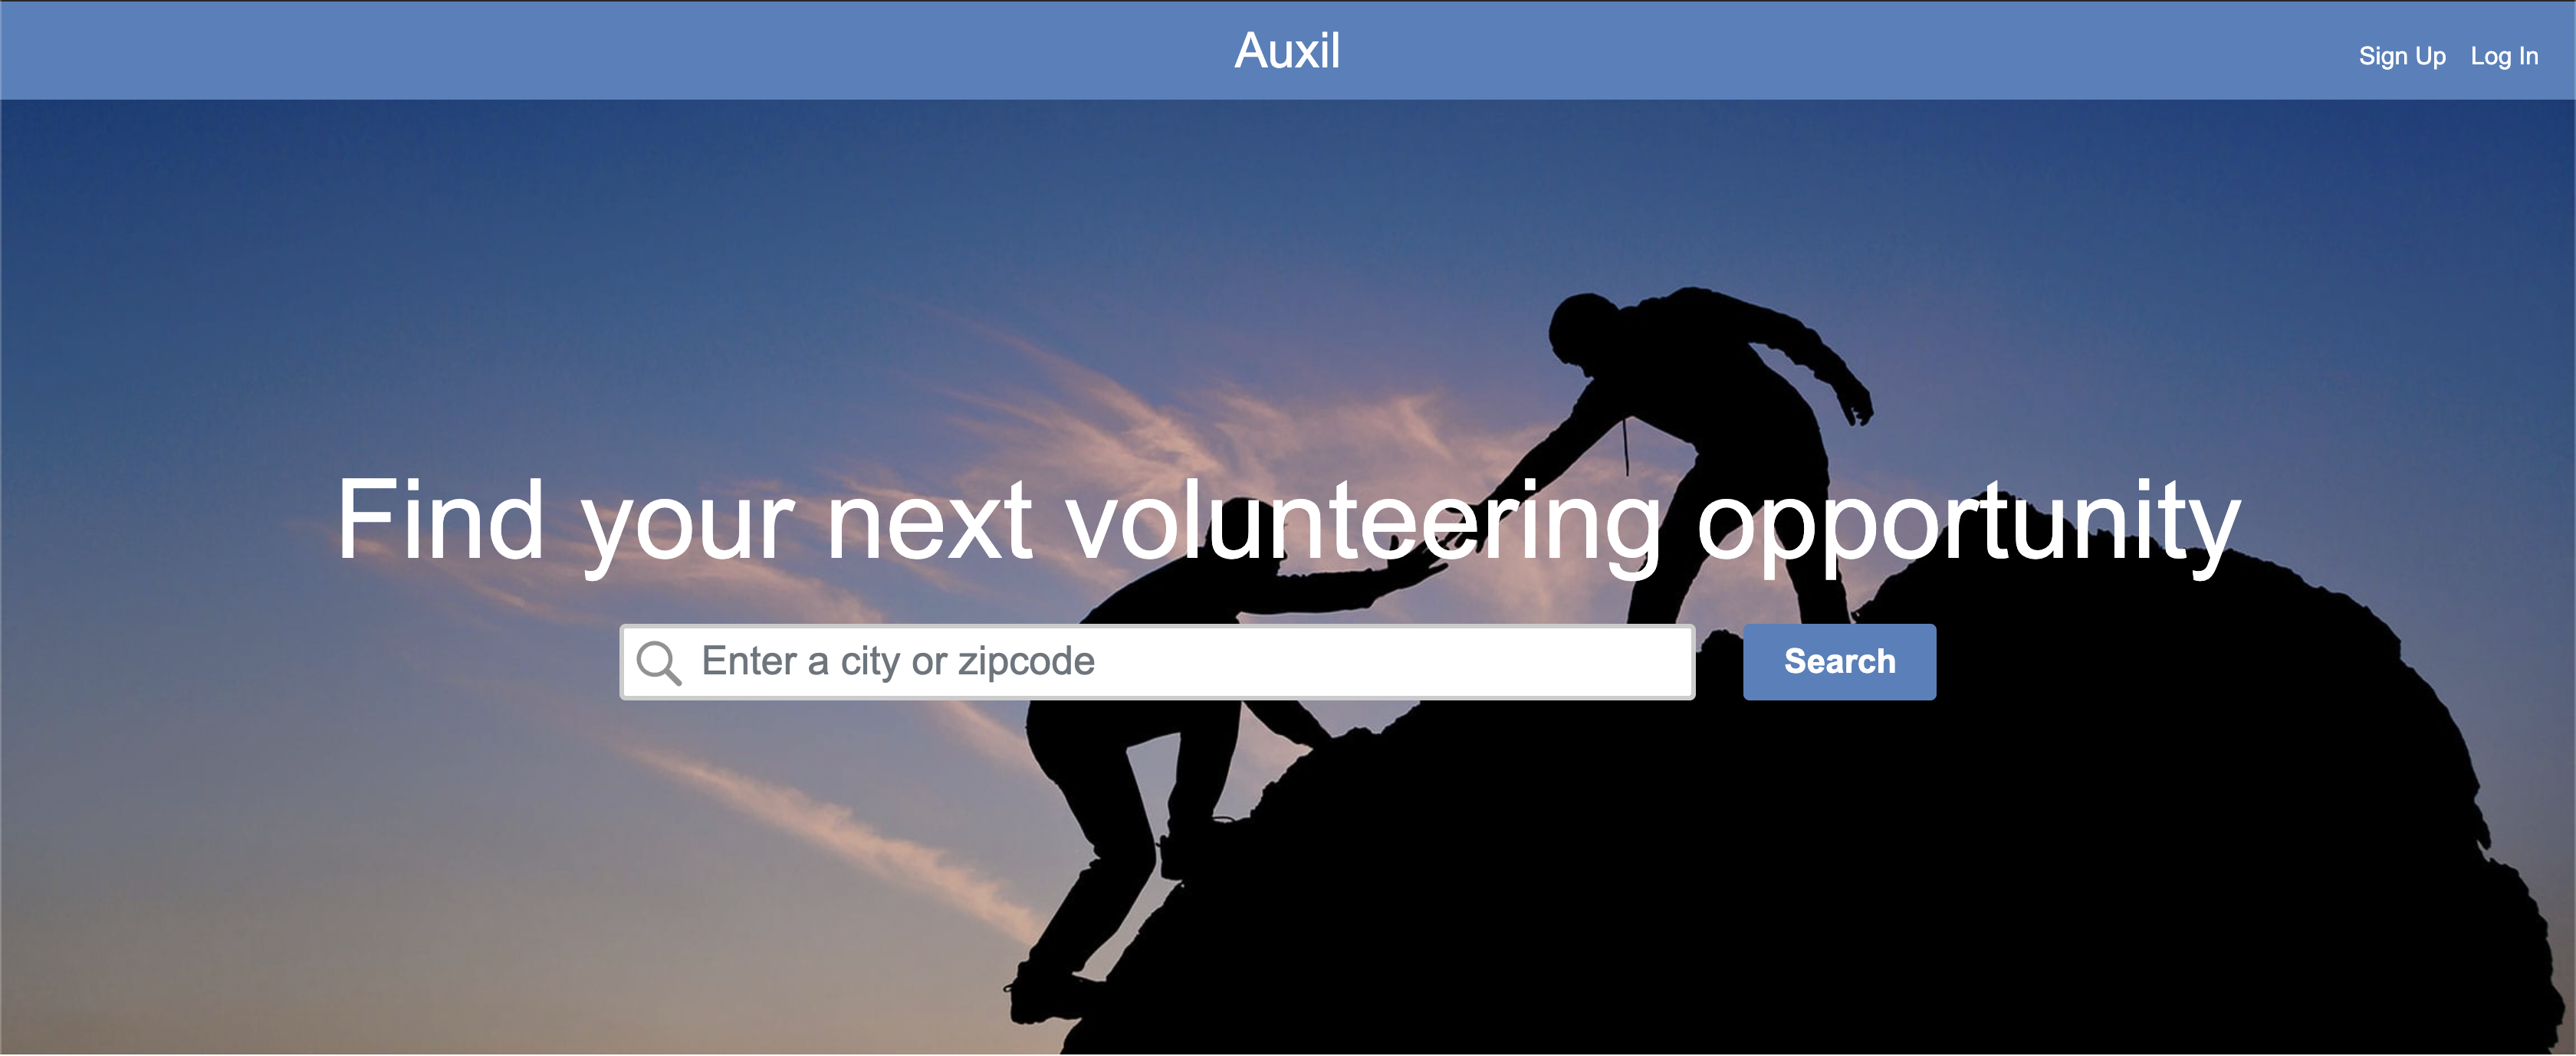 Auxil
Sign Up Log In
Find your next volunteering opportunity
Enter a city or zipcode
Search